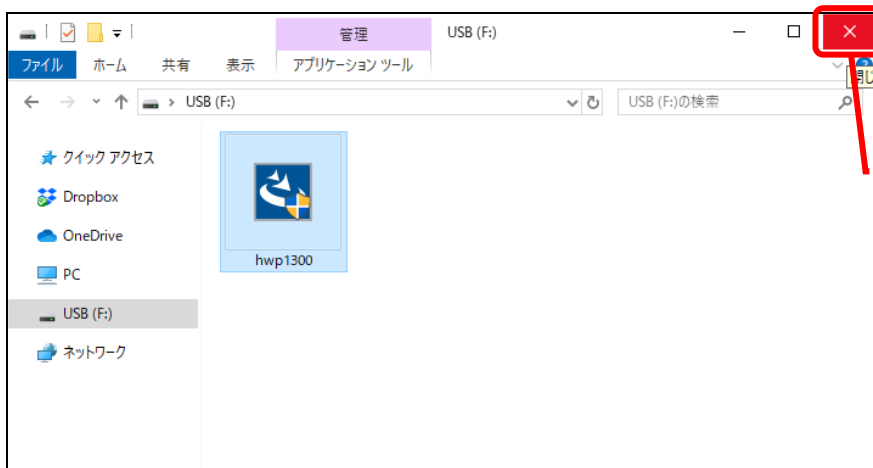 管理
USB (F:)
ファイル
ホーム
共有
表示
アプリケーション ツール
閉じ
USB (F:)
USB (F:)の検索
クイック アクセス
Dropbox
OneDrive
PC
USB (F:)
ネットワーク
hwp1300